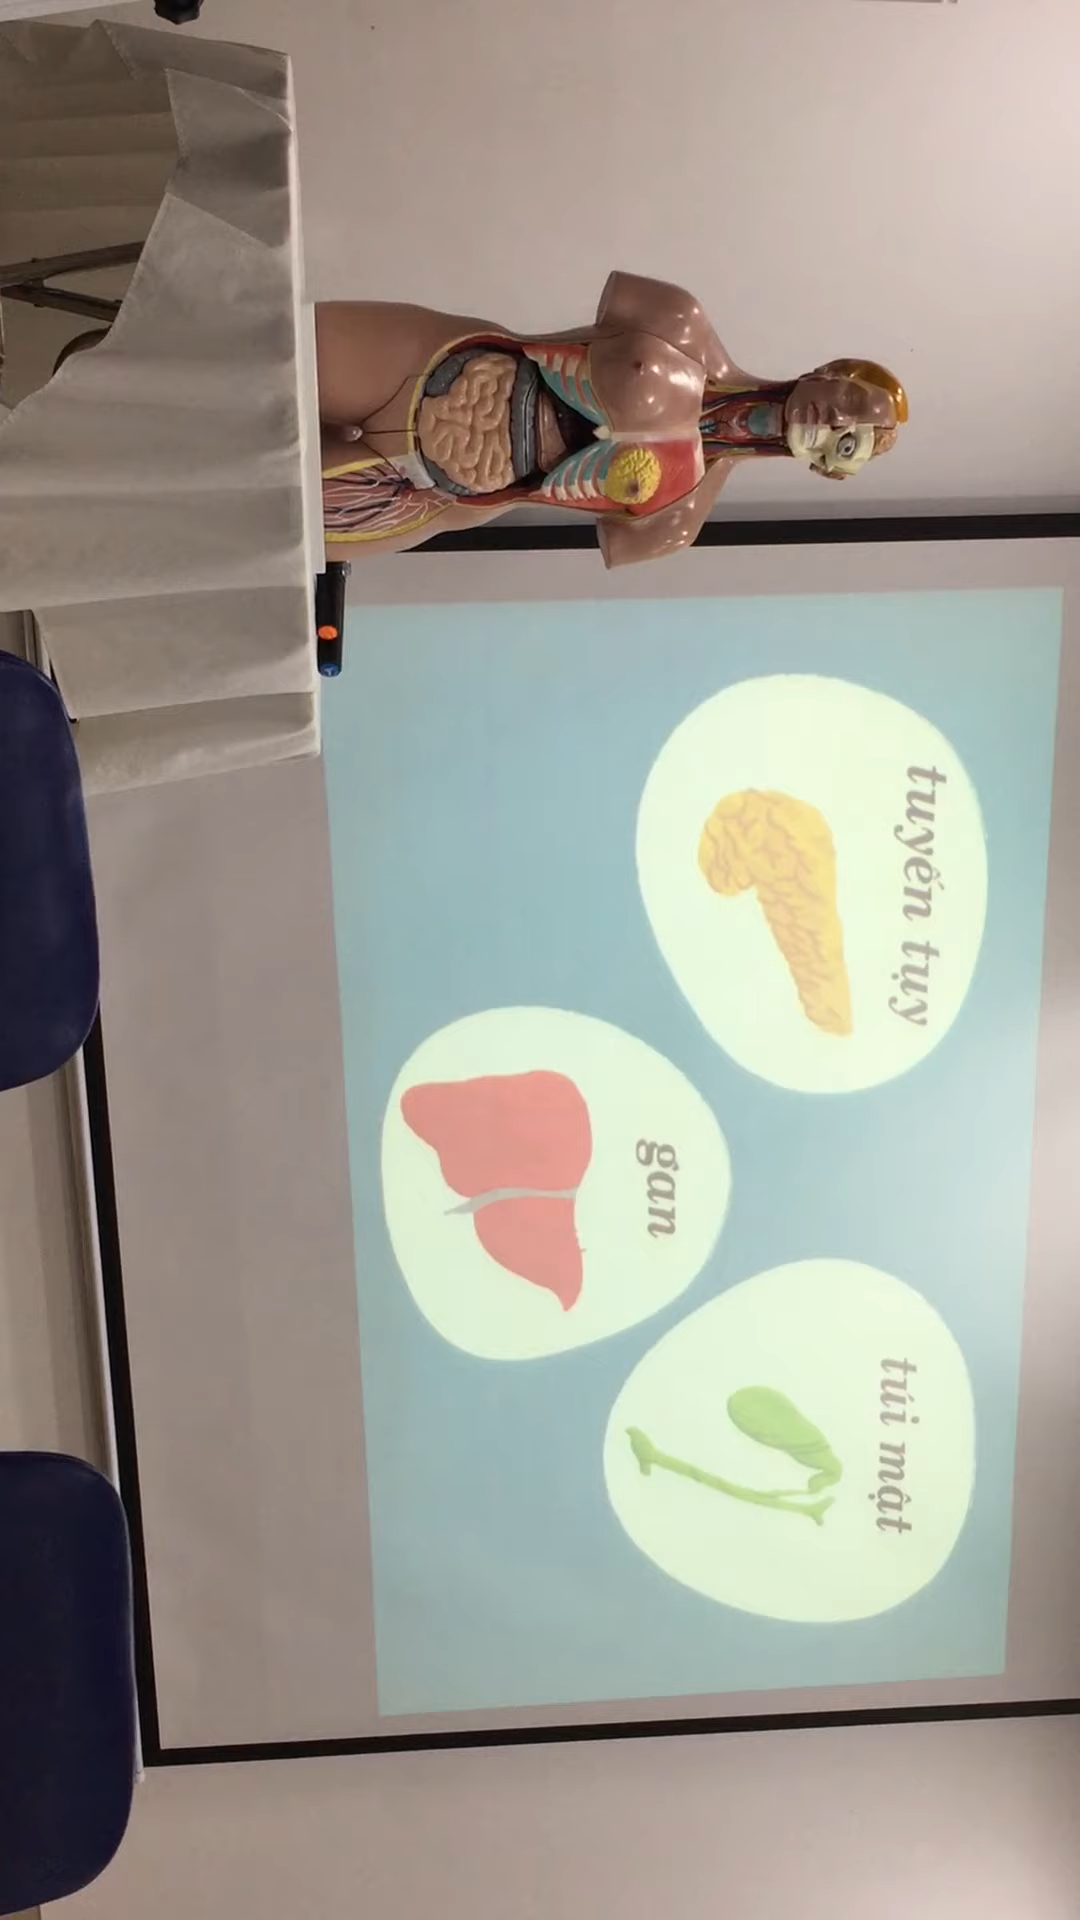 tuyến tụy
túi mật
gan